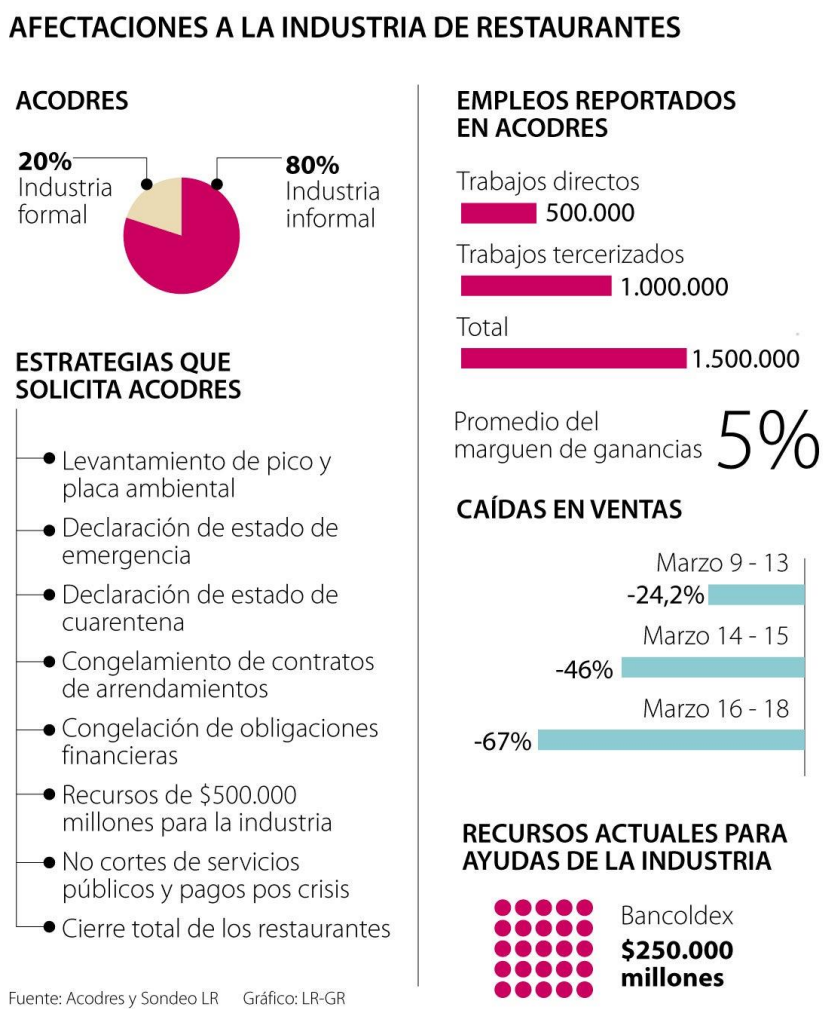 AFECTACIONES A LA INDUSTRIA DE RESTAURANTES
ACODRES
20%
Industria
formal
80%
Industria
informal
ESTRATEGIAS QUE
SOLICITA ACODRES
Levantamiento de pico y
placa ambiental
Declaración de estado de
emergencia
Declaración de estado de
cuarentena
Congelamiento de contratos
de arrendamientos
Congelación de obligaciones
financieras
Recursos de $500.000
millones para la industria
No cortes de servicios
públicos y pagos pos crisis
Cierre total de los restaurantes
EMPLEOS REPORTADOS
EN ACODRES
Trabajos directos
500.000
Trabajos tercerizados
1.000.000
Total
1.500.000
Promedio del
marguen de ganancias
5%
CAÍDAS EN VENTAS
Marzo 9 - 13
-24,2%
Marzo 14 - 15
-46%
Marzo 16 - 18
-67%
RECURSOS ACTUALES PARA
AYUDAS DE LA INDUSTRIA
Bancoldex
$250.000
millones
Fuente: Acodres y Sondeo LR Gráfico: LR-GR